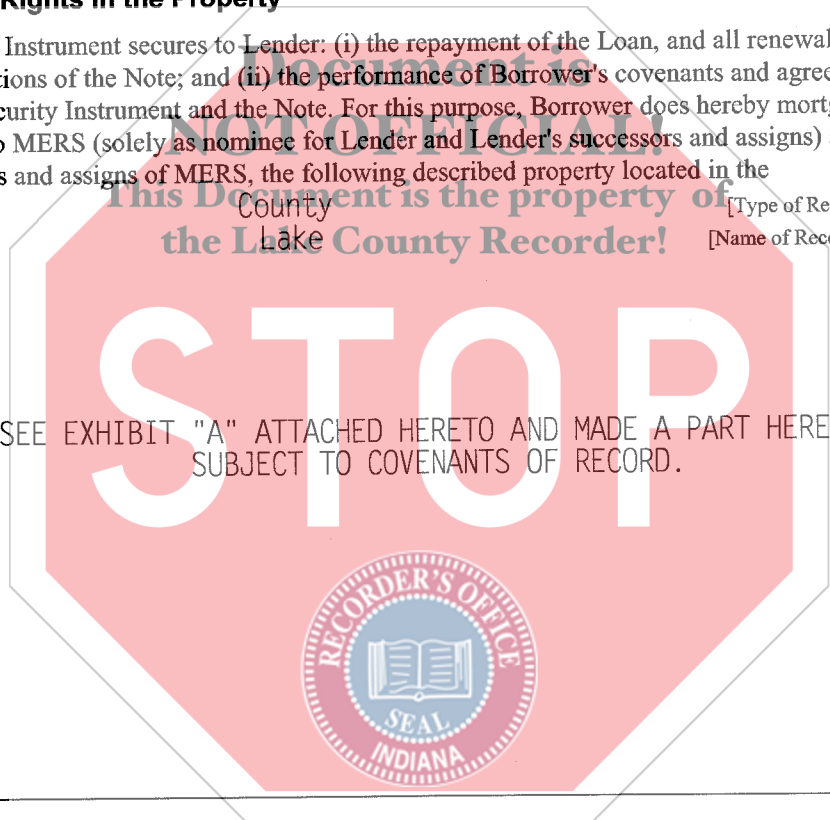 Rights in the Property
Instrument secures to Lender: (i) the repayment of the Loan, and all renewal
tions of the Note; and (ii) the performance of Borrower's covenants and agree
curity Instrument and the Note. For this purpose, Borrower does hereby mortg
o MERS (solely as nominee for Lender and Lender's successors and assigns)
s and assigns of MERS, the following described property located in the
County [Type of Re
Lake [Name of Reco
Document is
NOT OFFICIAL!
This Document is the property of
the Lake County Recorder!
STOP
SEE EXHIBIT "A" ATTACHED HERETO AND MADE A PART HERE
SUBJECT TO COVENANTS OF RECORD.
RECORDER'S OFFICE
SEAL
INDIANA